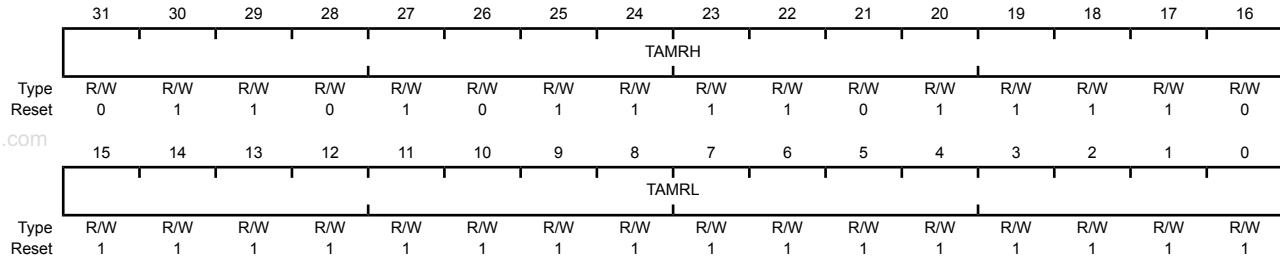 31 30 29 28 27 26 25 24 23 22 21 20 19 18 17 16
TAMRH
Type R/W R/W R/W R/W R/W R/W R/W R/W R/W R/W R/W R/W R/W R/W R/W R/W
Reset 0 1 1 0 1 0 1 1 1 1 0 1 1 1 1 0
.com
15 14 13 12 11 10 9 8 7 6 5 4 3 2 1 0
TAMRL
Type R/W R/W R/W R/W R/W R/W R/W R/W R/W R/W R/W R/W R/W R/W R/W R/W
Reset 1 1 1 1 1 1 1 1 1 1 1 1 1 1 1 1